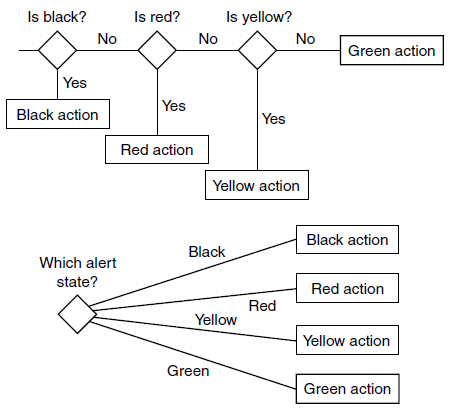 Is black?
Is red?
Is yellow?
No
No
No
Green action
Yes
Black action
Yes
Red action
Yes
Yellow action
Which alert
state?
Black
Black action
Red
Red action
Yellow
Yellow action
Green
Green action